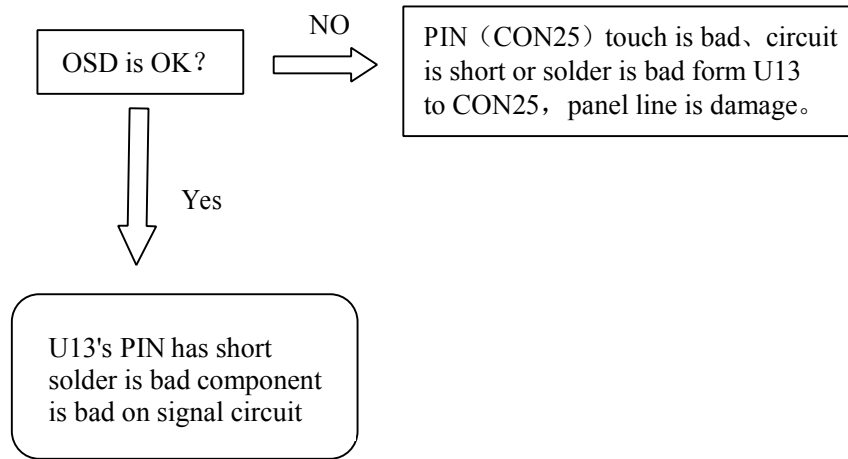 OSD is OK？
NO
PIN（CON25）touch is bad、circuit
is short or solder is bad form U13
to CON25，panel line is damage。
Yes
U13's PIN has short
solder is bad component
is bad on signal circuit